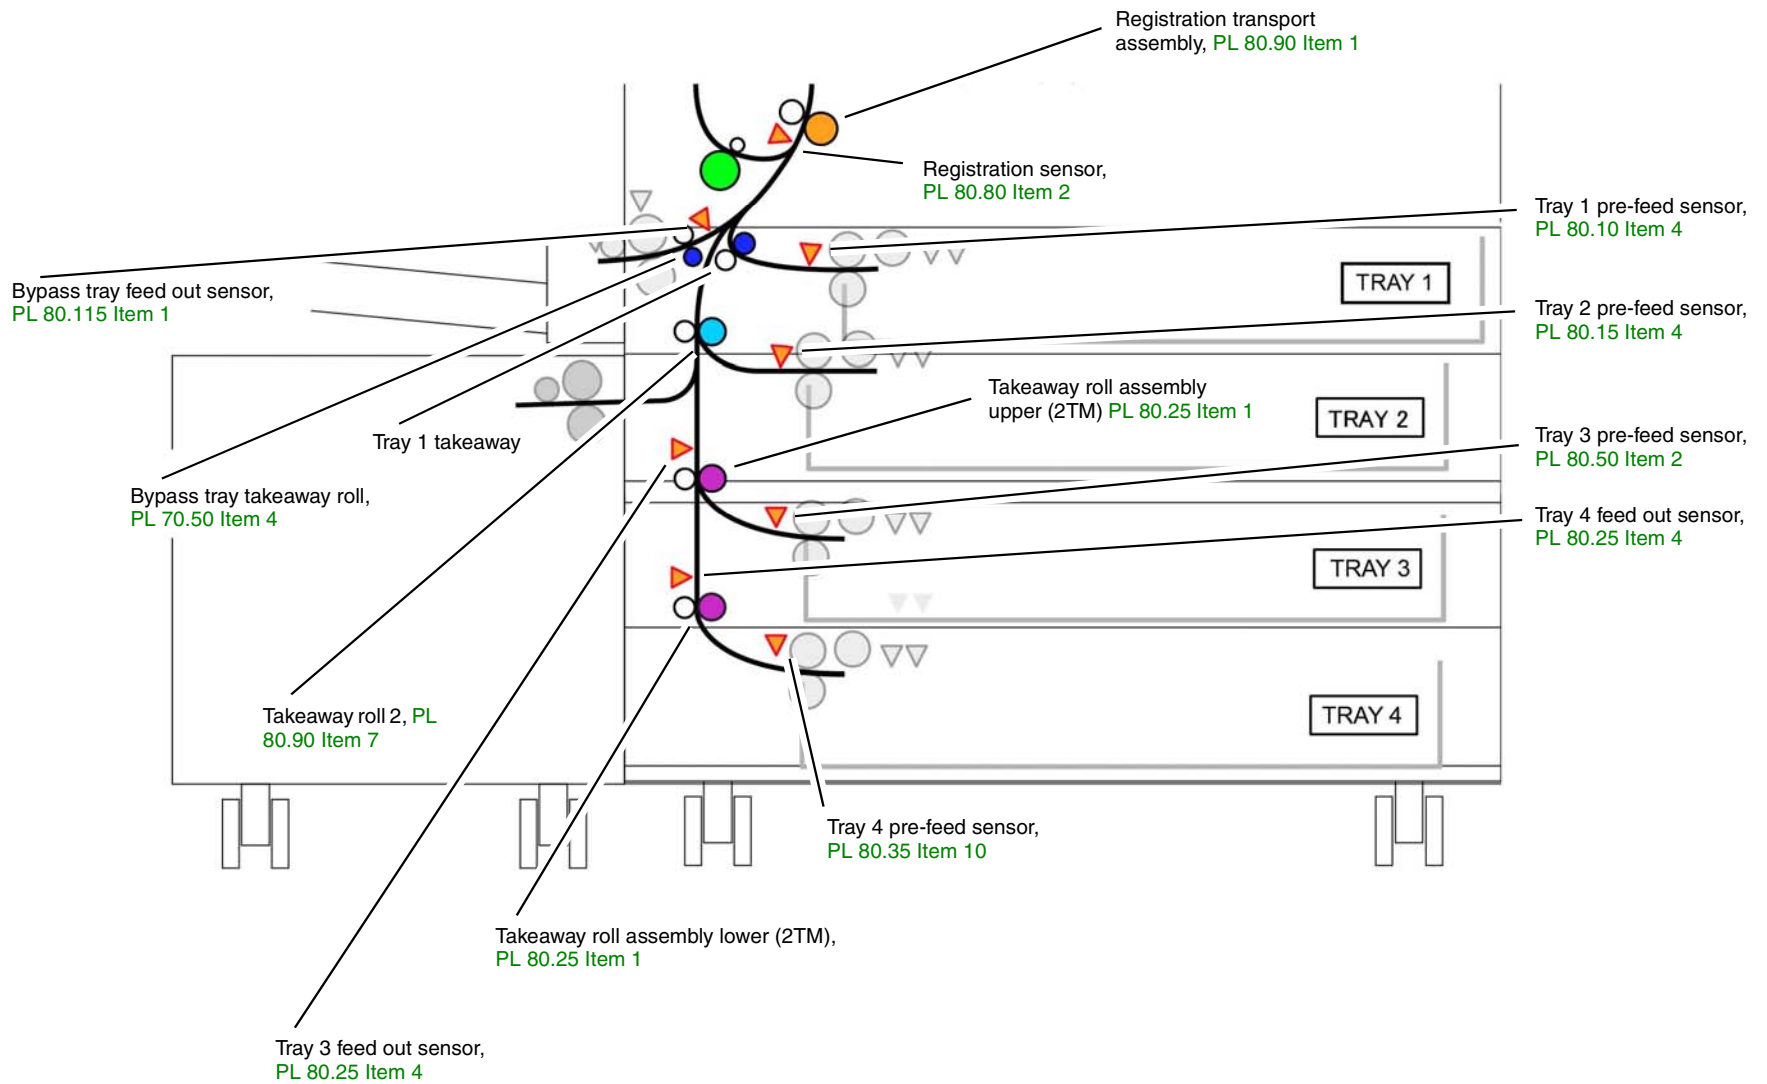 Registration transport
assembly, PL 80.90 Item 1
Registration sensor,
PL 80.80 Item 2
Tray 1 pre-feed sensor,
PL 80.10 Item 4
Bypass tray feed out sensor,
PL 80.115 Item 1
TRAY 1
Tray 2 pre-feed sensor,
PL 80.15 Item 4
Takeaway roll assembly
upper (2TM) PL 80.25 Item 1
TRAY 2
Tray 1 takeaway
Tray 3 pre-feed sensor,
PL 80.50 Item 2
Bypass tray takeaway roll,
PL 70.50 Item 4
Tray 4 feed out sensor,
PL 80.25 Item 4
TRAY 3
Takeaway roll 2, PL
80.90 Item 7
TRAY 4
Tray 4 pre-feed sensor,
PL 80.35 Item 10
Takeaway roll assembly lower (2TM),
PL 80.25 Item 1
Tray 3 feed out sensor,
PL 80.25 Item 4